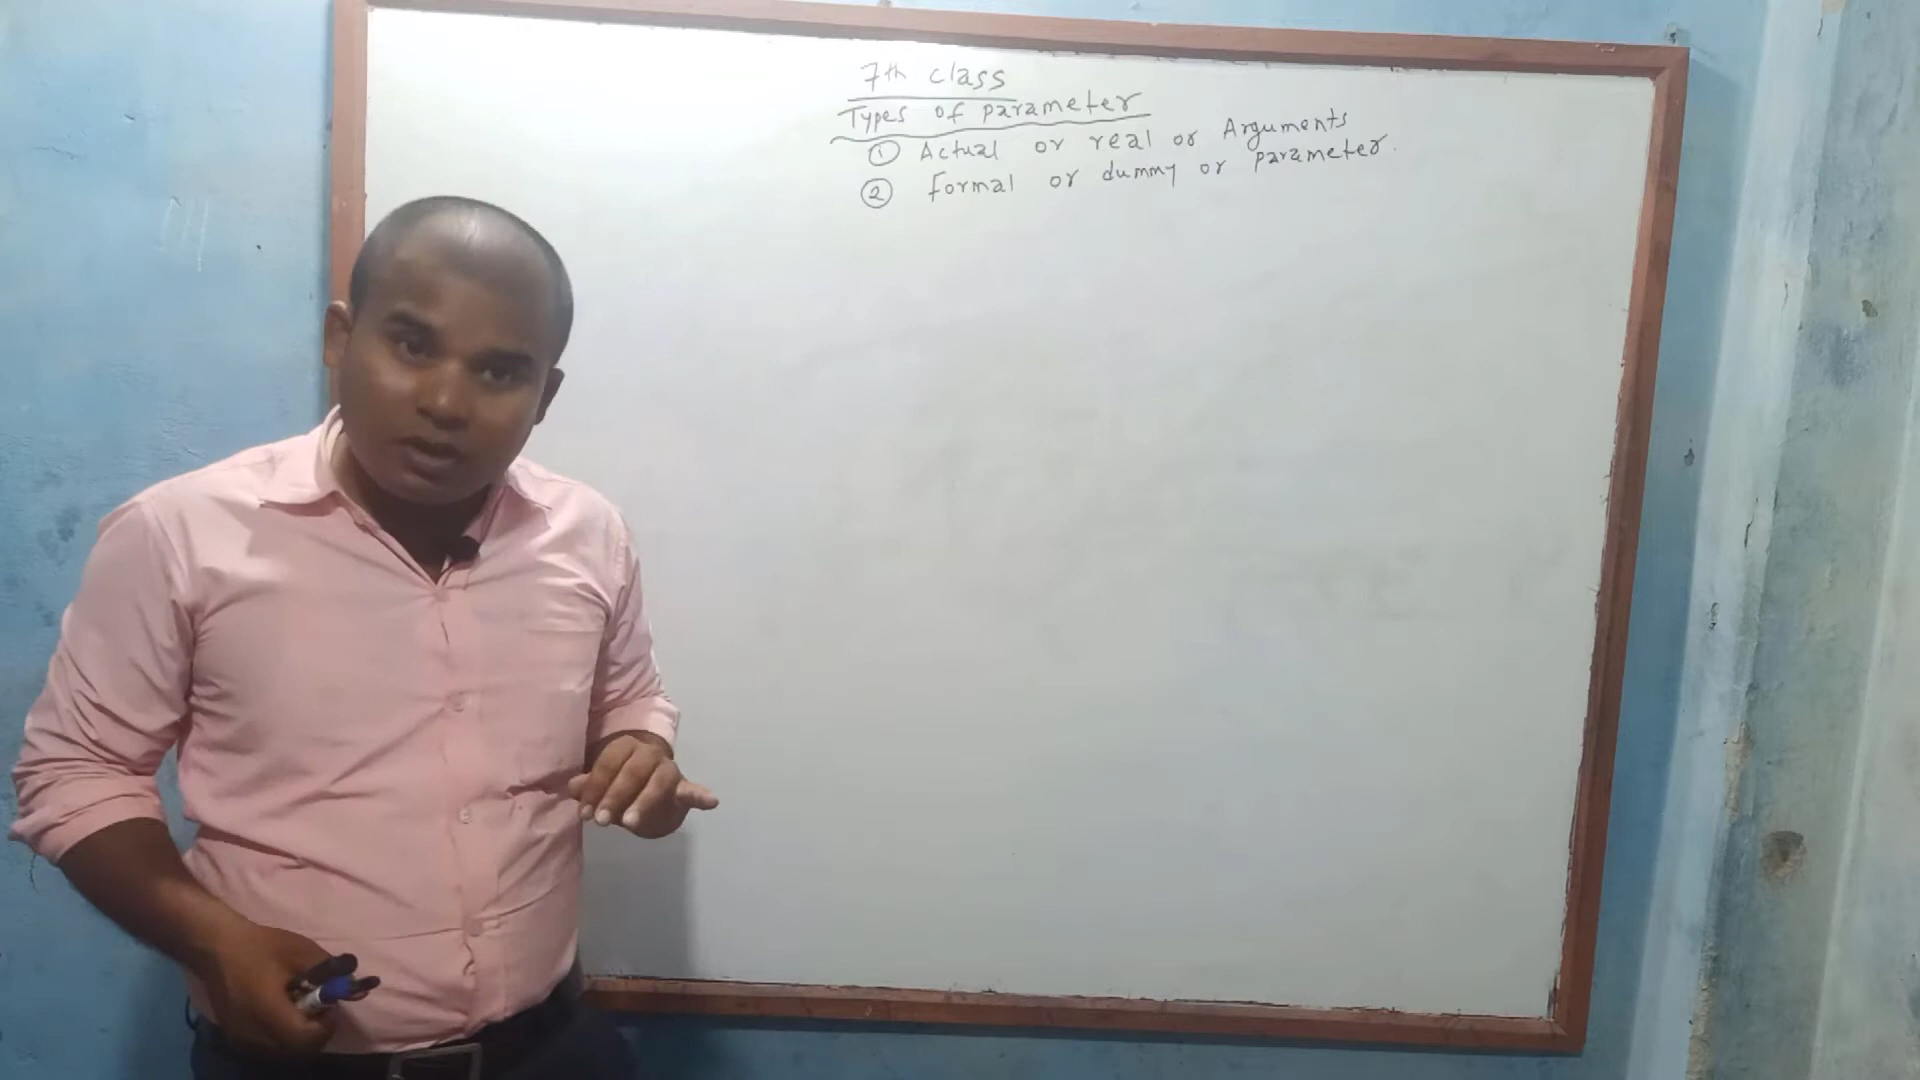 7th class
Types of parameter
① Actual or real or Arguments
② formal or dummy or parameter.